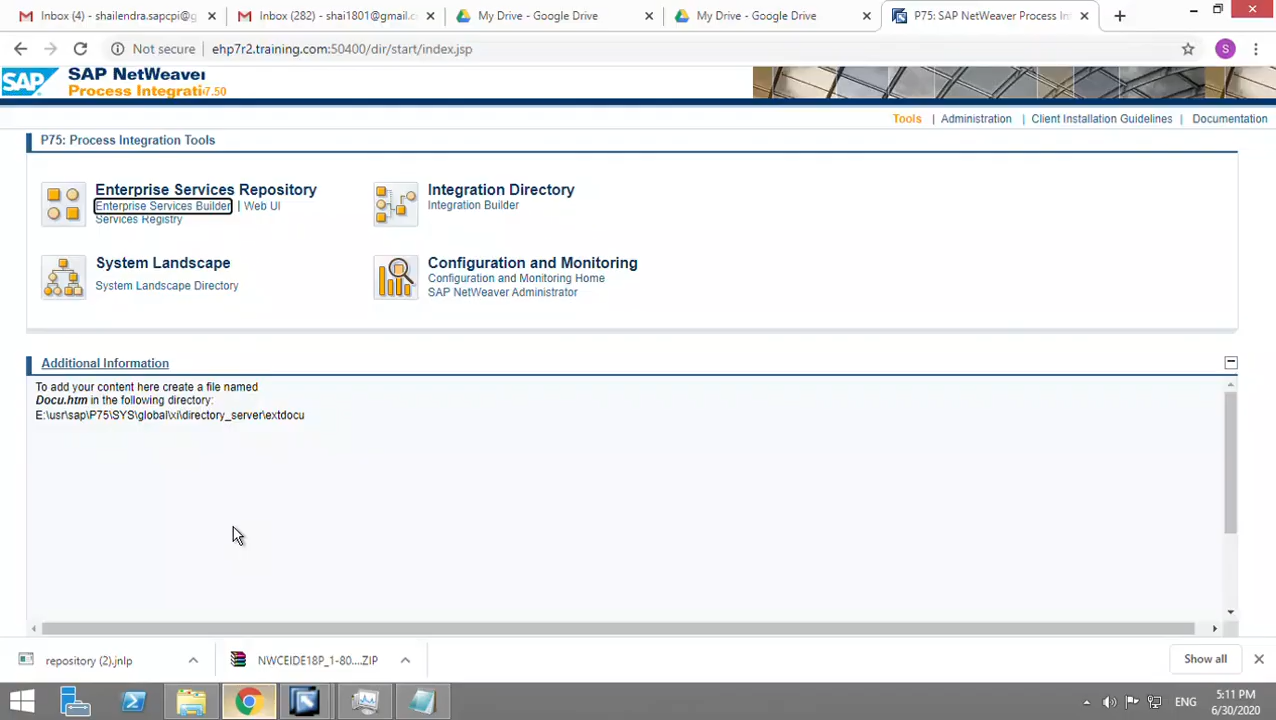 Inbox (4) - shailendra.sapcpi@g
Inbox (282) - shai1801@gmail.c
My Drive - Google Drive
My Drive - Google Drive
P75: SAP NetWeaver Process In
Not secure
ehp7r2.training.com:50400/dir/start/index.jsp
S
SAP
SAP NetWeaver
Process Integrati 7.50
Tools | Administration | Client Installation Guidelines | Documentation
P75: Process Integration Tools
Enterprise Services Repository
Enterprise Services Builder | Web UI
Services Registry
Integration Directory
Integration Builder
System Landscape
System Landscape Directory
Configuration and Monitoring
Configuration and Monitoring Home
SAP NetWeaver Administrator
Additional Information
To add your content here create a file named
Docu.htm in the following directory:
E:\usr\sap\P75\SYS\global\xi\directory_server\extdocu
repository (2).jnlp
NWCEIDE18P_1-80....ZIP
Show all
ENG
5:11 PM
6/30/2020